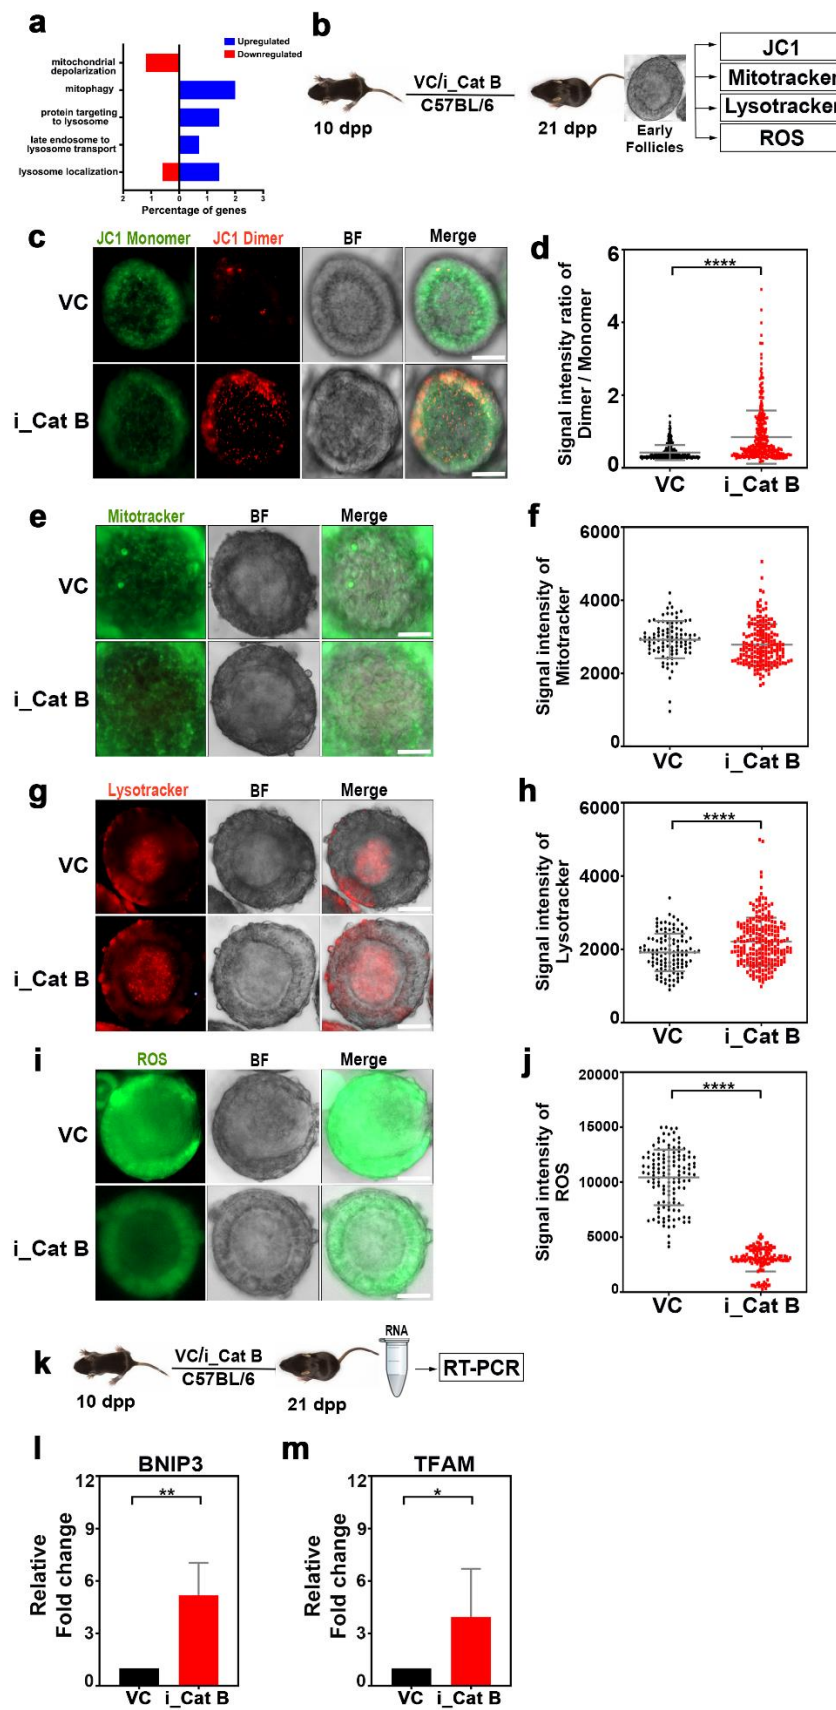 a
Upregulated
Downregulated
mitochondrial
depolarization
mitophagy
protein targeting
to lysosome
late endosome to
lysosome transport
lysosome localization
2 1 0 1 2 3
Percentage of genes
b
VC/i_Cat B
C57BL/6
10 dpp
21 dpp
Early
Follicles
JC1
Mitotracker
Lysotracker
ROS
c
JC1 Monomer JC1 Dimer BF Merge
VC
i_Cat B
d
Signal intensity ratio of
Dimer / Monomer
6
4
2
0
****
VC i_Cat B
e
Mitotracker BF Merge
VC
i_Cat B
f
Signal intensity of
Mitotracker
6000
4000
2000
0
VC i_Cat B
g
Lysotracker BF Merge
VC
i_Cat B
h
Signal intensity of
Lysotracker
6000
4000
2000
0
****
VC i_Cat B
i
ROS BF Merge
VC
i_Cat B
j
Signal intensity of
ROS
20000
15000
10000
5000
0
****
VC i_Cat B
k
VC/i_Cat B
C57BL/6
10 dpp
21 dpp
RNA
RT-PCR
l
BNIP3
Relative
Fold change
12
9
6
3
0
**
VC i_Cat B
m
TFAM
Relative
Fold change
12
9
6
3
0
*
VC i_Cat B